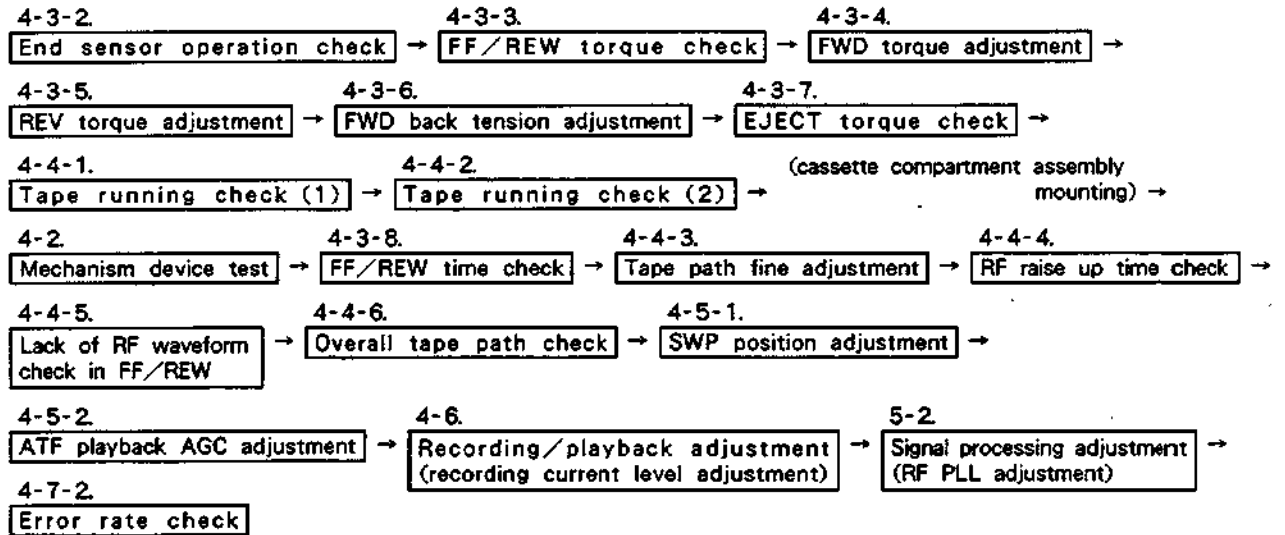 4-3-2. 4-3-3. 4-3-4.
End sensor operation check → FF/REW torque check → FWD torque adjustment →
4-3-5. 4-3-6. 4-3-7.
REV torque adjustment → FWD back tension adjustment → EJECT torque check →
4-4-1. 4-4-2. (cassette compartment assembly
Tape running check (1) → Tape running check (2) → mounting) →
4-2. 4-3-8. 4-4-3. 4-4-4.
Mechanism device test → FF/REW time check → Tape path fine adjustment → RF raise up time check →
4-4-5. 4-4-6. 4-5-1.
Lack of RF waveform → Overall tape path check → SWP position adjustment →
check in FF/REW
4-5-2. 4-6. 5-2.
ATF playback AGC adjustment → Recording/playback adjustment → Signal processing adjustment →
(recording current level adjustment) (RF PLL adjustment)
4-7-2.
Error rate check